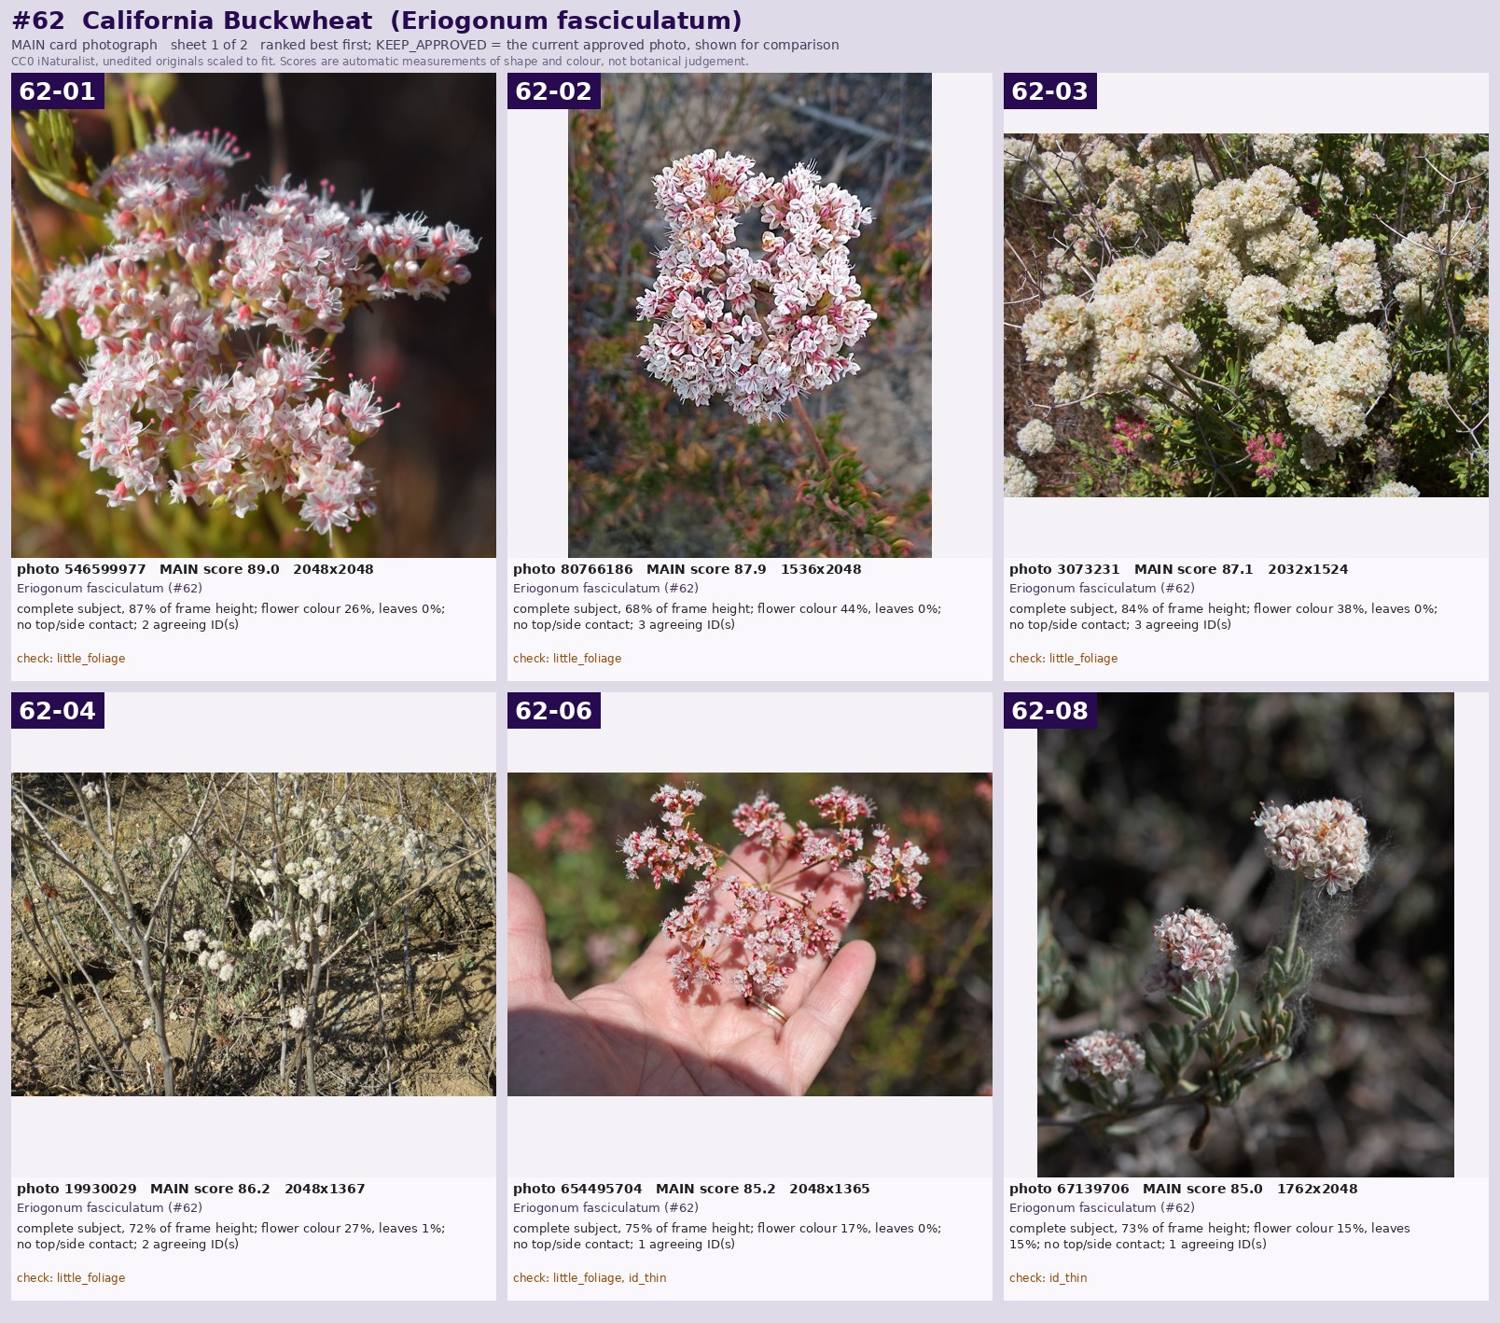 #62 California Buckwheat (Eriogonum fasciculatum)
MAIN card photograph sheet 1 of 2 ranked best first; KEEP_APPROVED = the current approved photo, shown for comparison
CC0 iNaturalist, unedited originals scaled to fit. Scores are automatic measurements of shape and colour, not botanical judgement.
62-01
photo 546599977 MAIN score 89.0 2048x2048
Eriogonum fasciculatum (#62)
complete subject, 87% of frame height; flower colour 26%, leaves 0%;
no top/side contact; 2 agreeing ID(s)
check: little_foliage
62-02
photo 80766186 MAIN score 87.9 1536x2048
Eriogonum fasciculatum (#62)
complete subject, 68% of frame height; flower colour 44%, leaves 0%;
no top/side contact; 3 agreeing ID(s)
check: little_foliage
62-03
photo 3073231 MAIN score 87.1 2032x1524
Eriogonum fasciculatum (#62)
complete subject, 84% of frame height; flower colour 38%, leaves 0%;
no top/side contact; 3 agreeing ID(s)
check: little_foliage
62-04
photo 19930029 MAIN score 86.2 2048x1367
Eriogonum fasciculatum (#62)
complete subject, 72% of frame height; flower colour 27%, leaves 1%;
no top/side contact; 2 agreeing ID(s)
check: little_foliage
62-06
photo 654495704 MAIN score 85.2 2048x1365
Eriogonum fasciculatum (#62)
complete subject, 75% of frame height; flower colour 17%, leaves 0%;
no top/side contact; 1 agreeing ID(s)
check: little_foliage, id_thin
62-08
photo 67139706 MAIN score 85.0 1762x2048
Eriogonum fasciculatum (#62)
complete subject, 73% of frame height; flower colour 15%, leaves
15%; no top/side contact; 1 agreeing ID(s)
check: id_thin